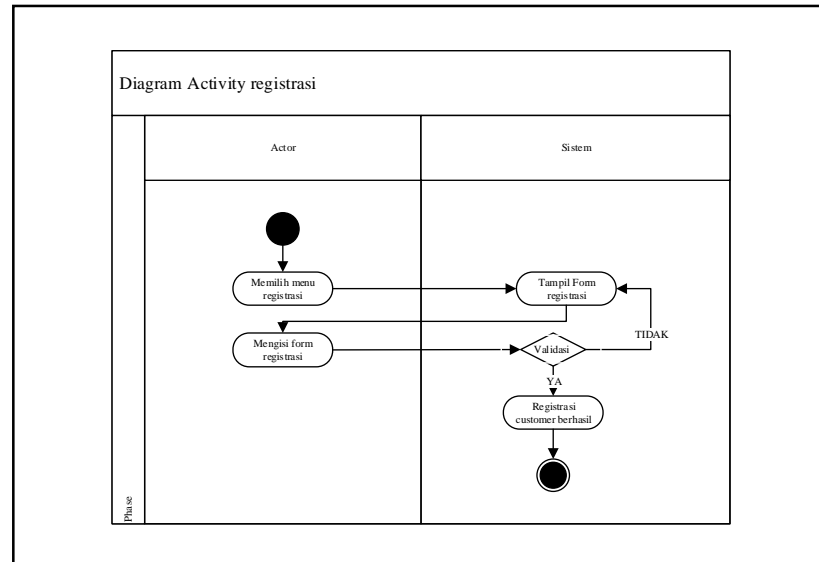 Diagram Activity registrasi
Actor
Sistem
Memilih menu
registrasi
Tampil Form
registrasi
TIDAK
Mengisi form
registrasi
Validasi
YA
Registrasi
customer berhasil
Phase